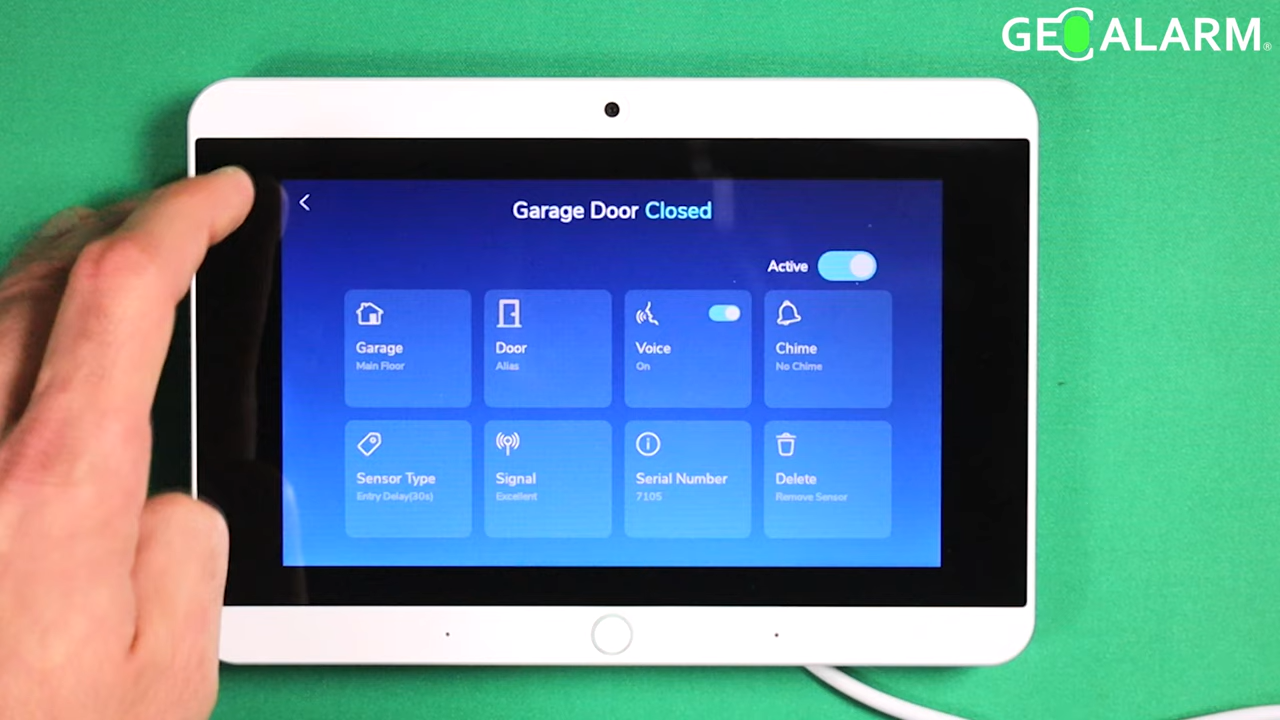 GEOALARM®
Garage Door Closed
Active
Garage
Main Floor
Door
Alias
Voice
On
Chime
No Chime
Sensor Type
Entry Delay(30s)
Signal
Excellent
Serial Number
7105
Delete
Remove Sensor